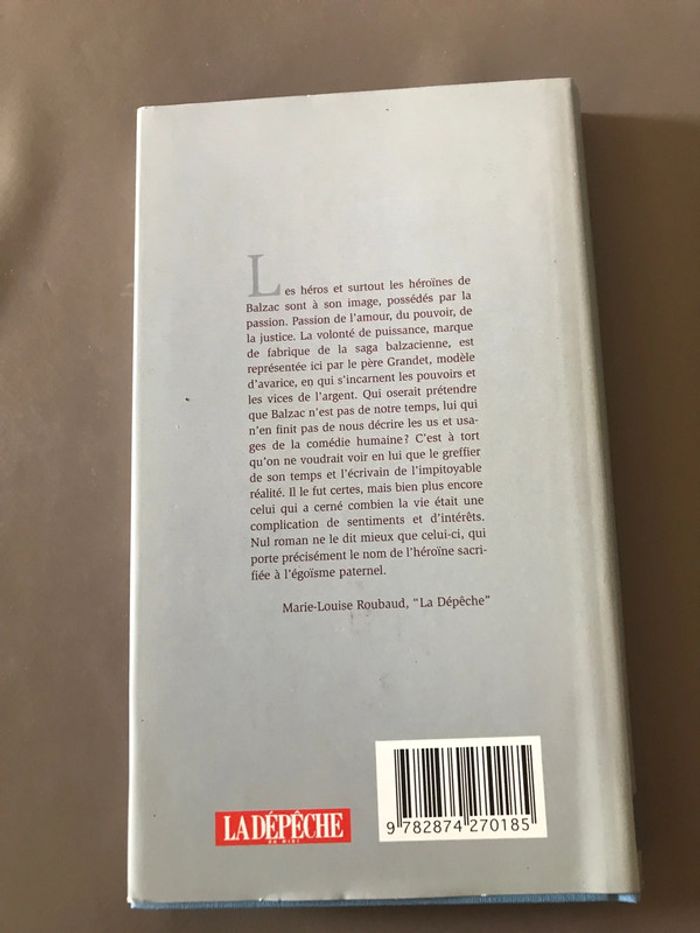 Les héros et surtout les héroïnes de
Balzac sont à son image, possédés par la
passion. Passion de l'amour, du pouvoir, de
la justice. La volonté de puissance, marque
de fabrique de la saga balzacienne, est
représentée ici par le père Grandet, modèle
d'avarice, en qui s'incarnent les pouvoirs et
les vices de l'argent. Qui oserait prétendre
que Balzac n'est pas de notre temps, lui qui
n'en finit pas de nous décrire les us et usa-
ges de la comédie humaine ? C'est à tort
qu'on ne voudrait voir en lui que le greffier
de son temps et l'écrivain de l'impitoyable
réalité. Il le fut certes, mais bien plus encore
celui qui a cerné combien la vie était une
complication de sentiments et d'intérêts.
Nul roman ne le dit mieux que celui-ci, qui
porte précisément le nom de l'héroïne sacri-
fiée à l'égoïsme paternel.
Marie-Louise Roubaud, "La Dépêche"
LA DÉPÊCHE
DU MIDI
9 782874 270185